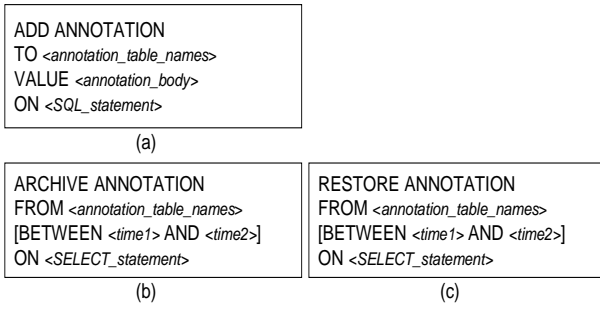 ADD ANNOTATION
TO <annotation_table_names>
VALUE <annotation_body>
ON <SQL_statement>
(a)
ARCHIVE ANNOTATION
FROM <annotation_table_names>
[BETWEEN <time1> AND <time2>]
ON <SELECT_statement>
(b)
RESTORE ANNOTATION
FROM <annotation_table_names>
[BETWEEN <time1> AND <time2>]
ON <SELECT_statement>
(c)